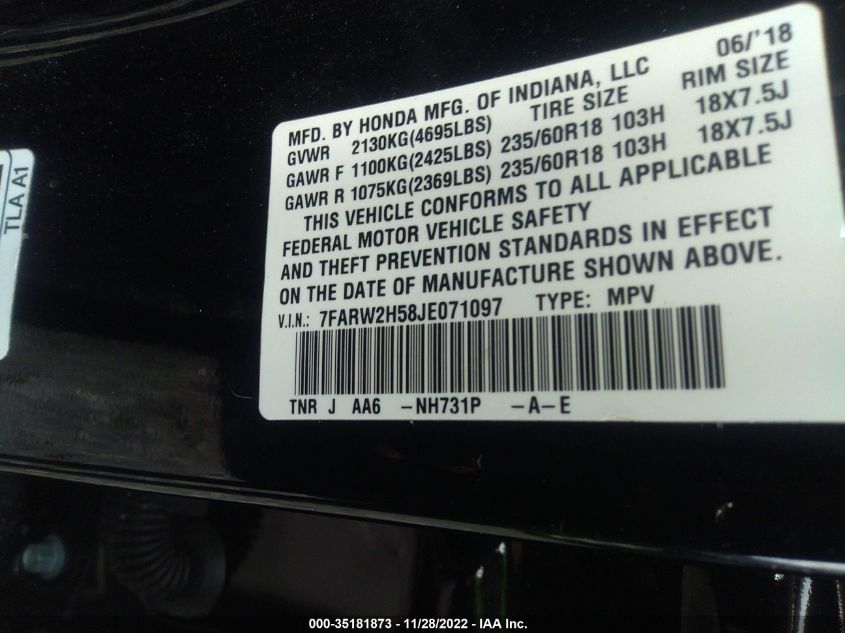 06/'18
MFD. BY HONDA MFG. OF INDIANA, LLC
GVWR 2130KG(4695LBS) TIRE SIZE RIM SIZE
GAWR F 1100KG(2425LBS) 235/60R18 103H 18X7.5J
GAWR R 1075KG(2369LBS) 235/60R18 103H 18X7.5J
THIS VEHICLE CONFORMS TO ALL APPLICABLE
FEDERAL MOTOR VEHICLE SAFETY
AND THEFT PREVENTION STANDARDS IN EFFECT
ON THE DATE OF MANUFACTURE SHOWN ABOVE.
V.I.N.: 7FARW2H58JE071097 TYPE: MPV
TNR J AA6 -NH731P -A-E
TLA A1
000-35181873 - 11/28/2022 - IAA Inc.